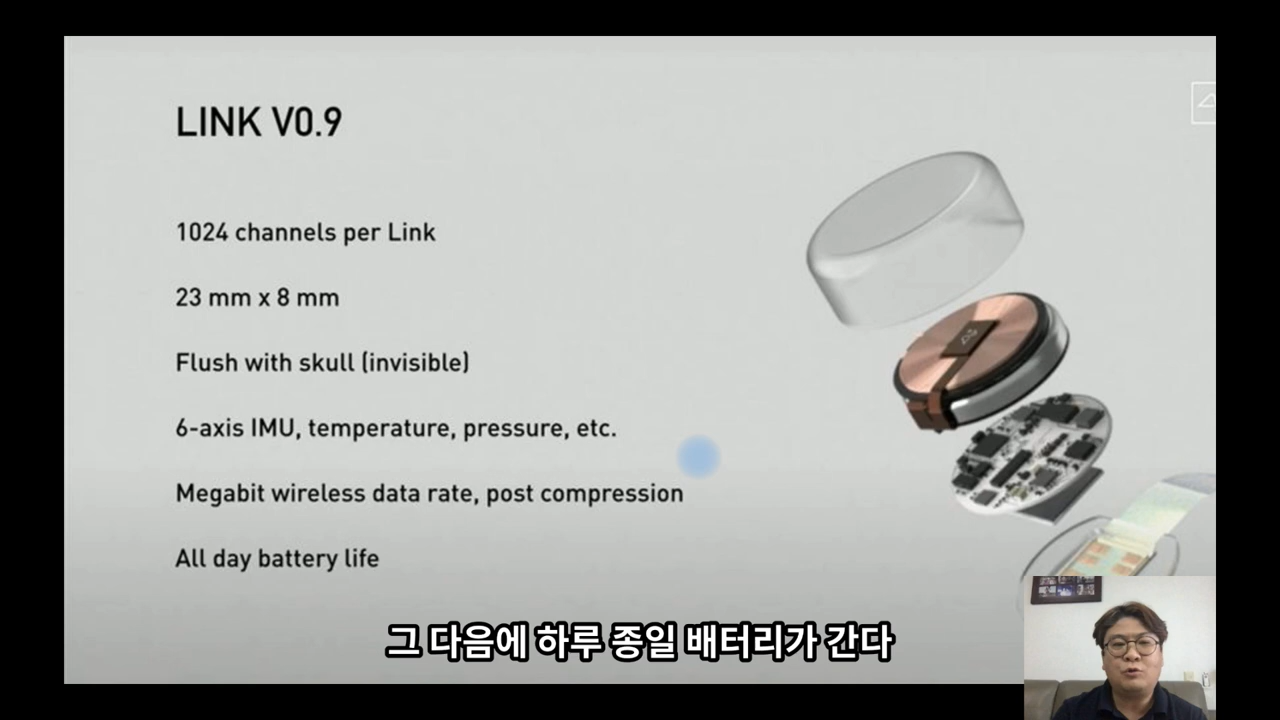 LINK V0.9
1024 channels per Link
23 mm x 8 mm
Flush with skull (invisible)
6-axis IMU, temperature, pressure, etc.
Megabit wireless data rate, post compression
All day battery life
그 다음에 하루 종일 배터리가 간다